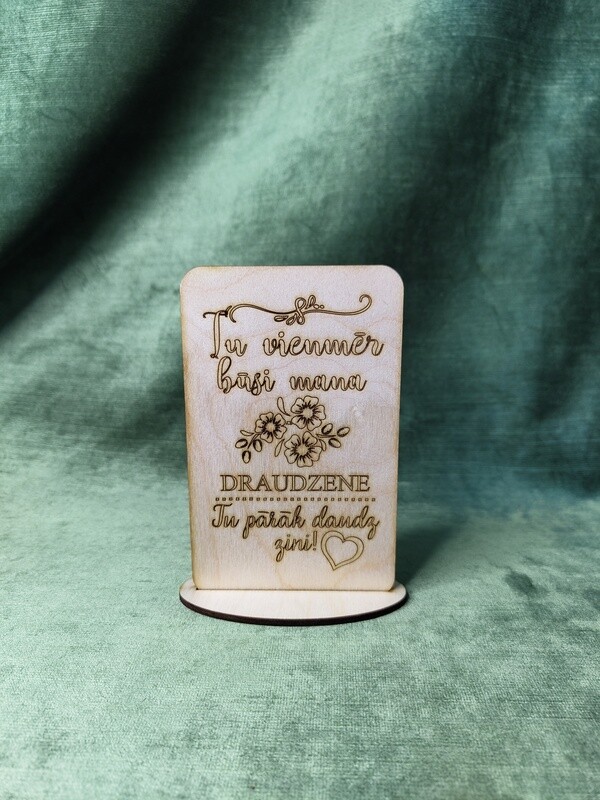 Tu vienmēr
būsi mana
DRAUDZENE
Tu pārāk daudz
zini!